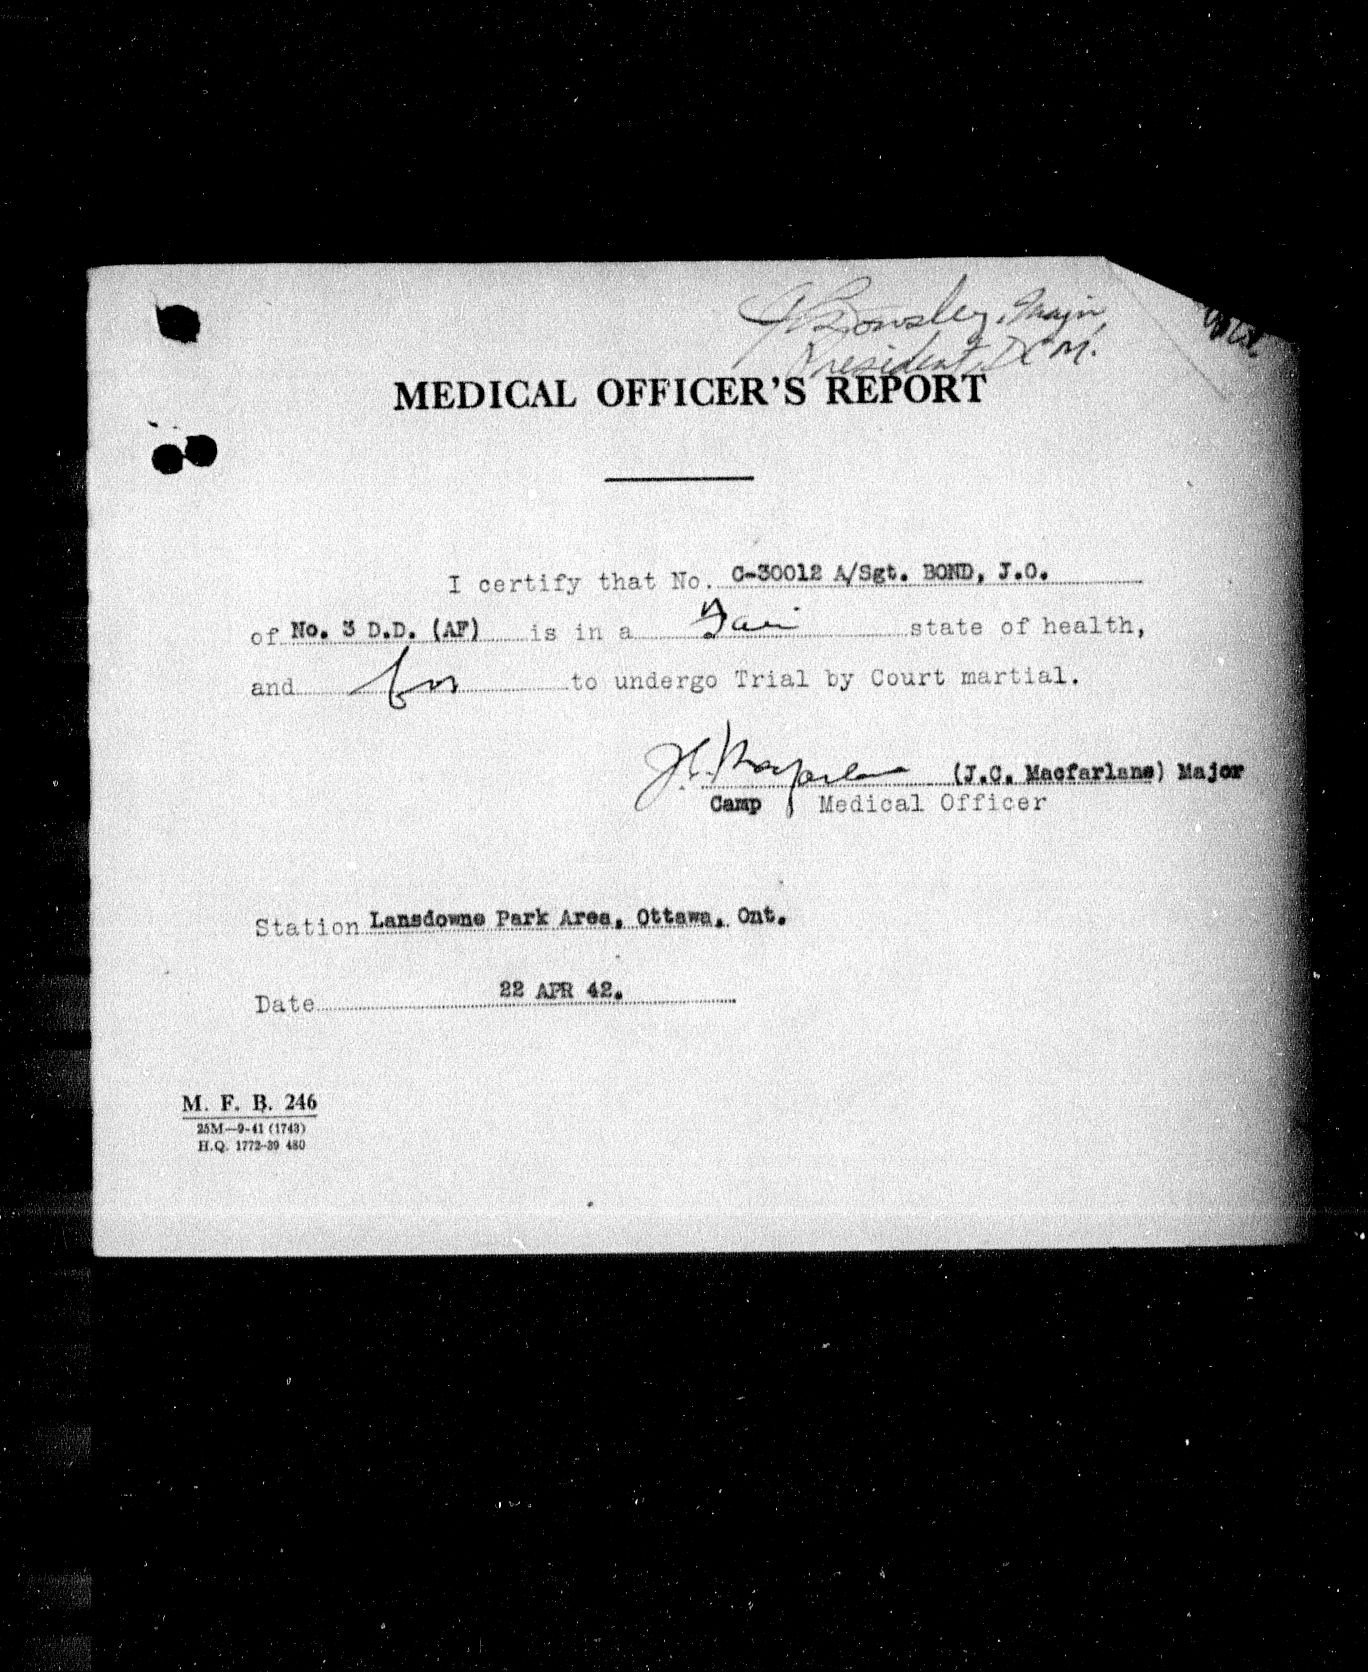 Bowsley, Major
President, D.C.M.
MEDICAL OFFICER'S REPORT
I certify that No. C-30012 A/Sgt. BOND, J.O.
of No. 3 D.D. (AF) is in a Fair state of health,
and fit to undergo Trial by Court martial.
J.C. Macfarlane (J.C. Macfarlane) Major
Camp Medical Officer
Station Lansdowne Park Area, Ottawa, Ont.
Date 22 APR 42.
M. F. B. 246
25M—9-41 (1743)
H.Q. 1772-39 480